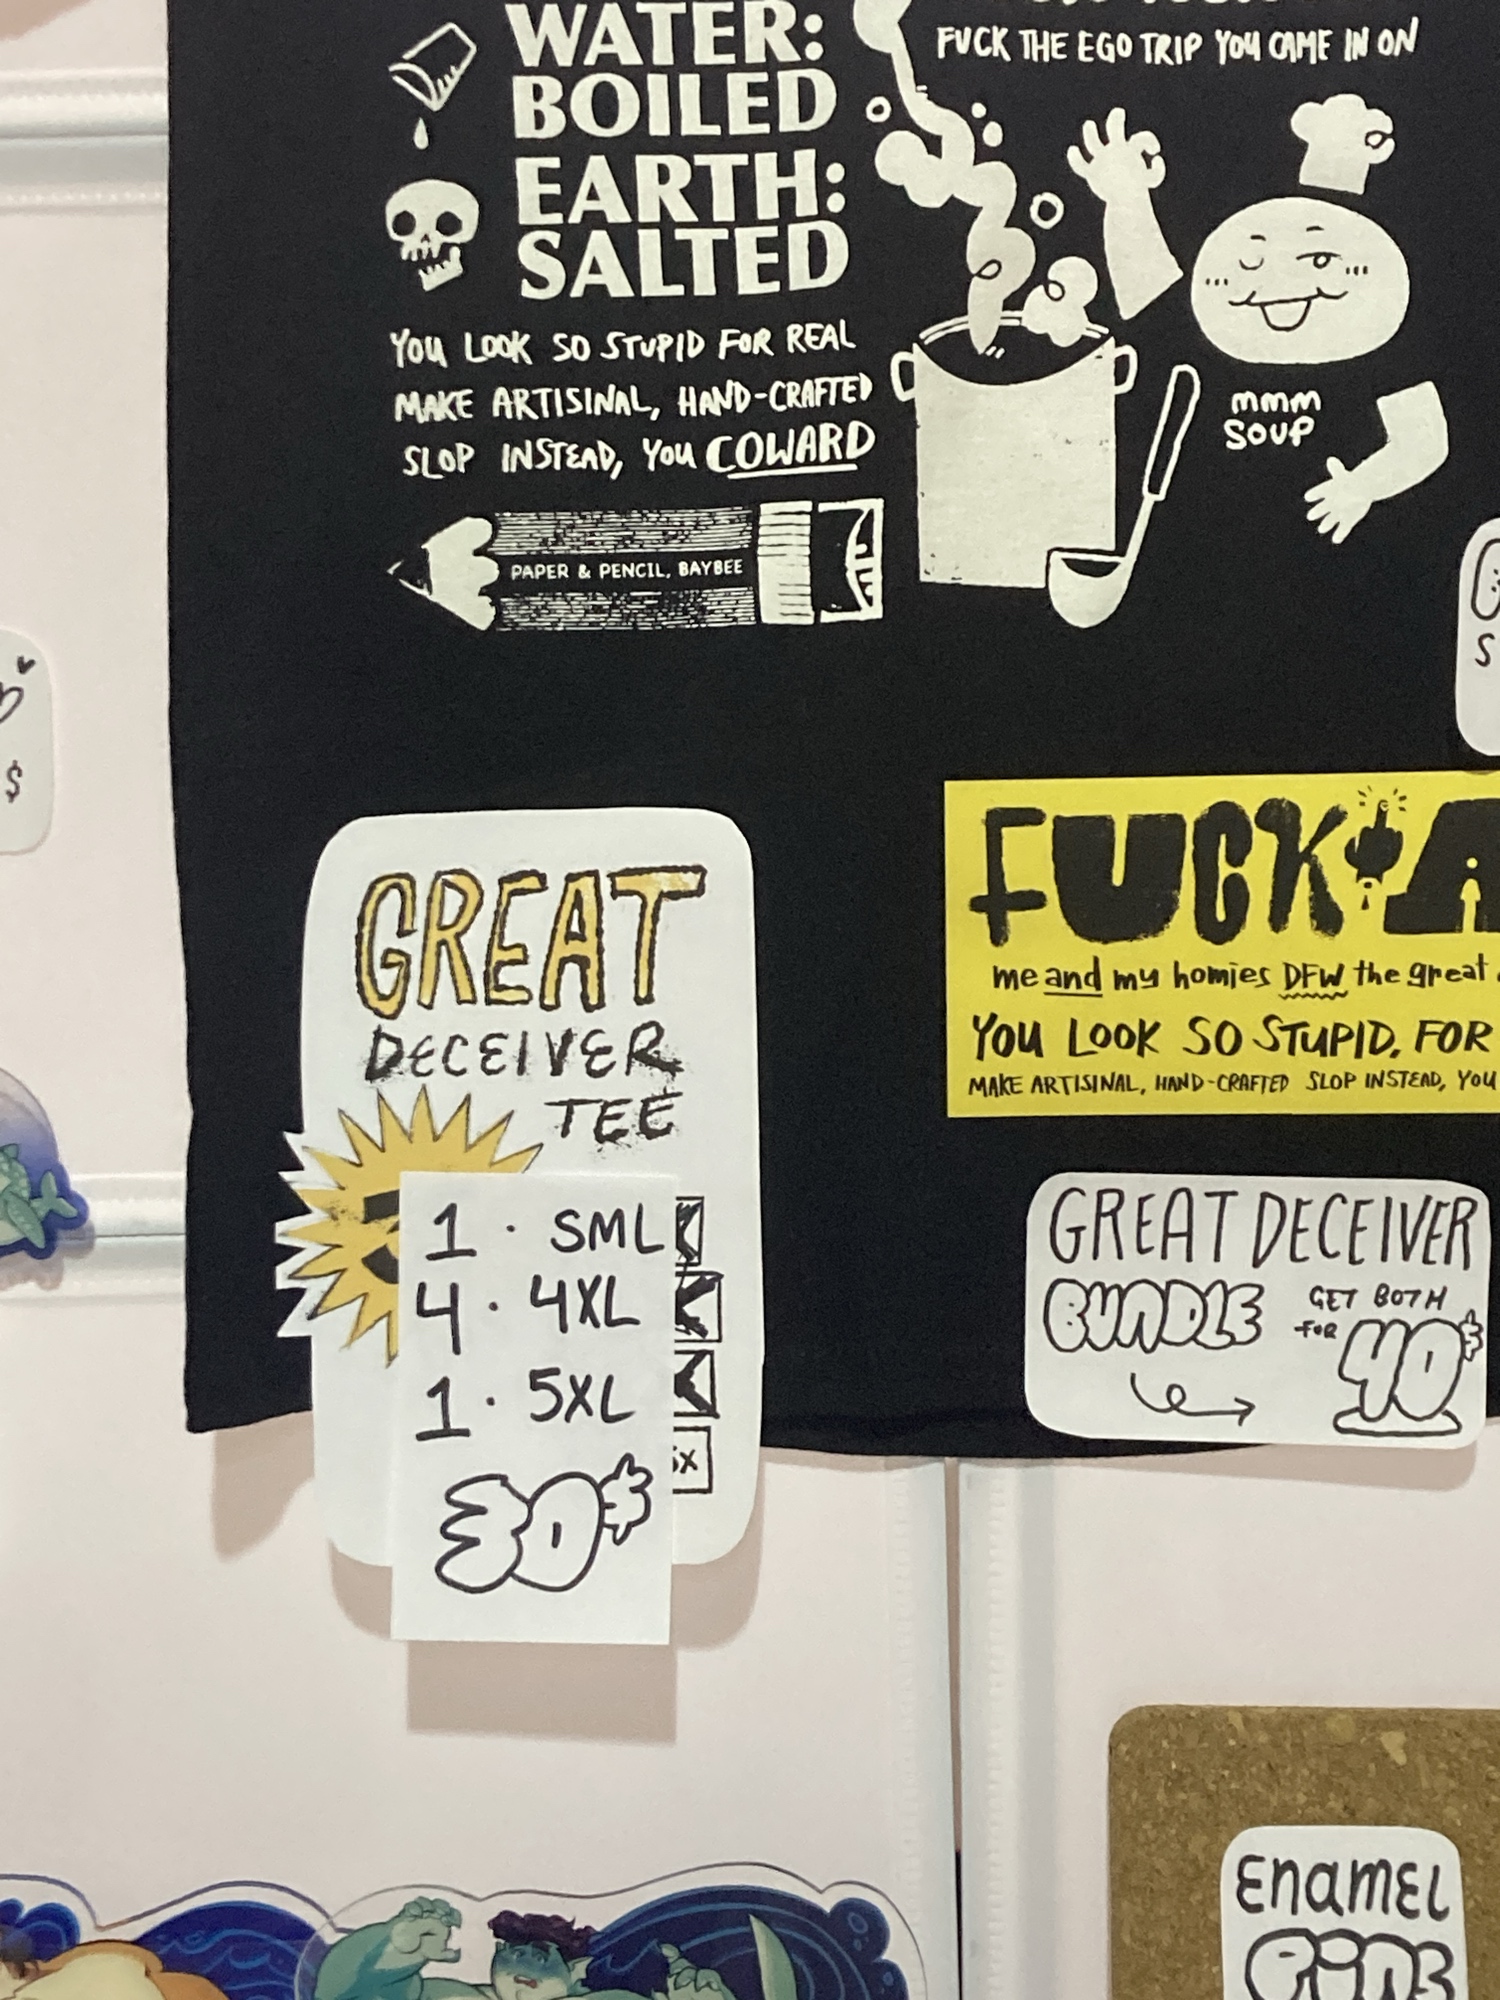 WATER:
BOILED
EARTH:
SALTED
YOU LOOK SO STUPID FOR REAL
MAKE ARTISINAL, HAND-CRAFTED
SLOP INSTEAD, YOU COWARD
PAPER & PENCIL, BAYBEE
FUCK THE EGO TRIP YOU CAME IN ON
mmm
SOUP
S
$
FUCK A
me and my homies DFW the great
YOU LOOK SO STUPID, FOR
MAKE ARTISINAL, HAND-CRAFTED SLOP INSTEAD, YOU
GREAT
DECEIVER
TEE
1 · SML
4 · 4XL
1 · 5XL
30$
GREAT DECEIVER
BUNDLE
GET BOTH
FOR 40$
ENAMEL
PINS